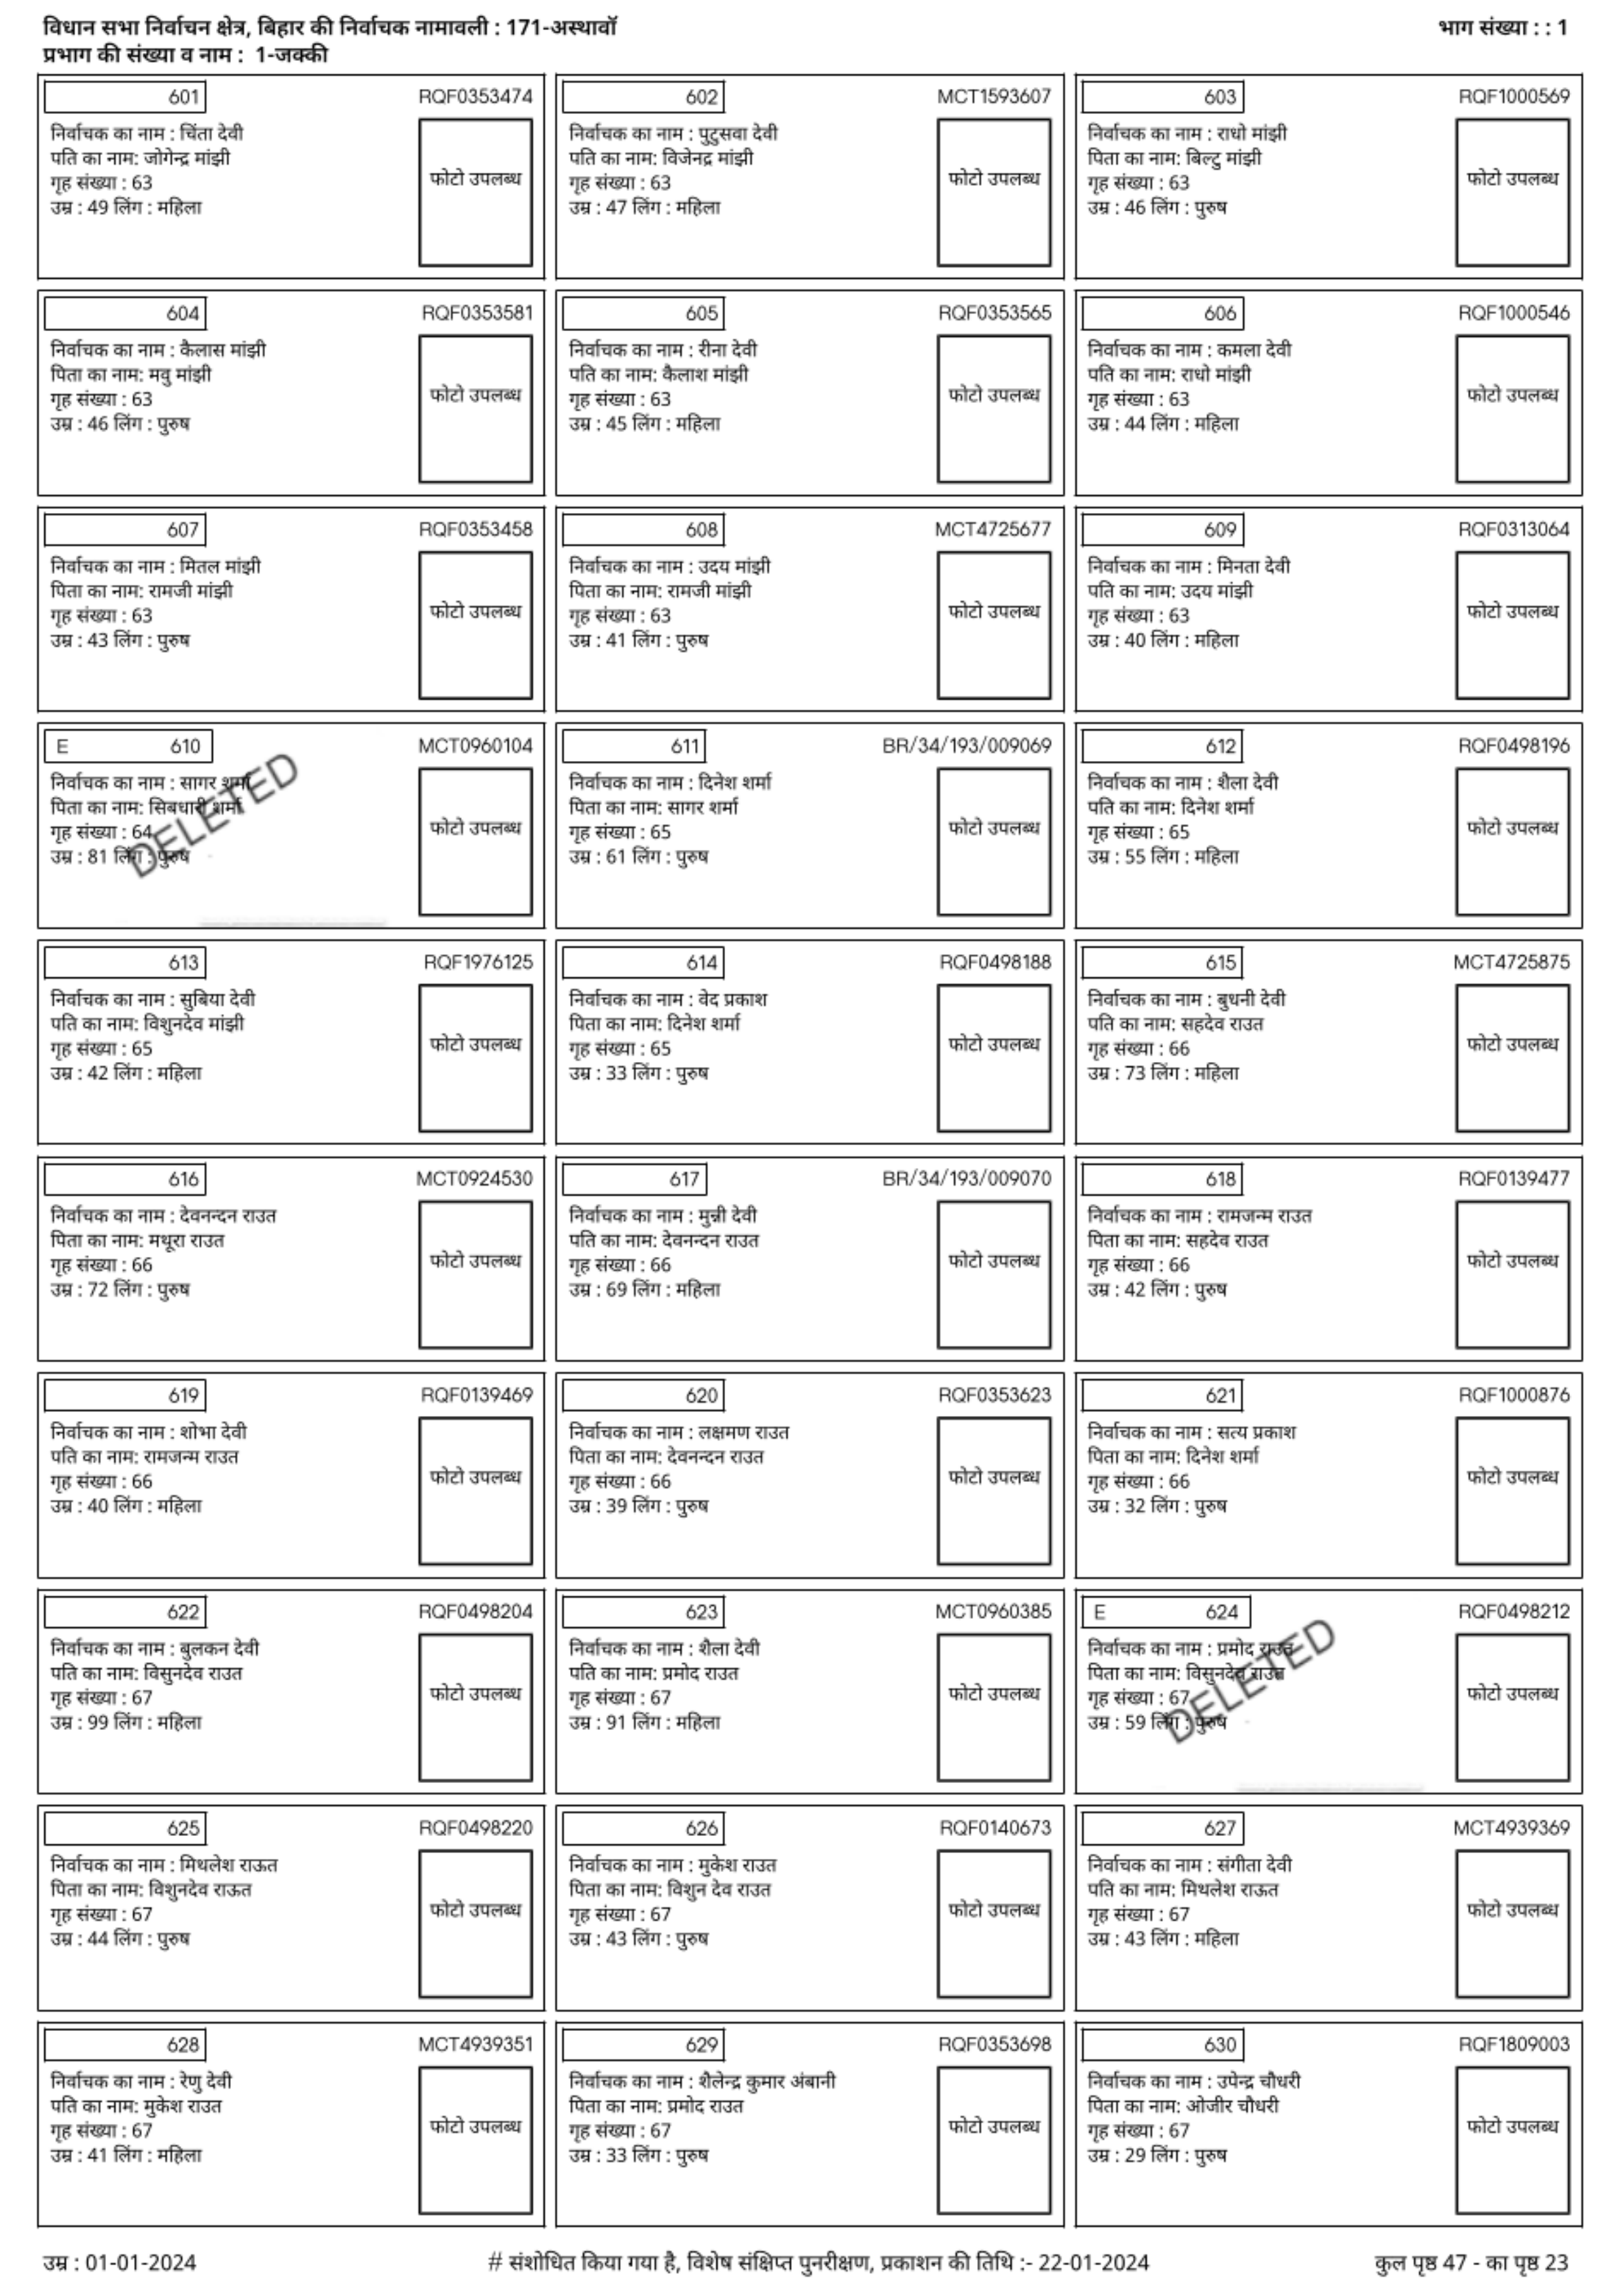 विधान सभा निर्वाचन क्षेत्र, बिहार की निर्वाचक नामावली : 171-अस्थावॉ
भाग संख्या : : 1
प्रभाग की संख्या व नाम : 1-जक्की
601 RQF0353474
निर्वाचक का नाम : चिंता देवी
पति का नाम: जोगेन्द्र मांझी
गृह संख्या : 63
उम्र : 49 लिंग : महिला
फोटो उपलब्ध
602 MCT1593607
निर्वाचक का नाम : पुटुसवा देवी
पति का नाम: विजेनद्र मांझी
गृह संख्या : 63
उम्र : 47 लिंग : महिला
फोटो उपलब्ध
603 RQF1000569
निर्वाचक का नाम : राधो मांझी
पिता का नाम: बिल्टु मांझी
गृह संख्या : 63
उम्र : 46 लिंग : पुरुष
फोटो उपलब्ध
604 RQF0353581
निर्वाचक का नाम : कैलास मांझी
पिता का नाम: मवु मांझी
गृह संख्या : 63
उम्र : 46 लिंग : पुरुष
फोटो उपलब्ध
605 RQF0353565
निर्वाचक का नाम : रीना देवी
पति का नाम: कैलाश मांझी
गृह संख्या : 63
उम्र : 45 लिंग : महिला
फोटो उपलब्ध
606 RQF1000546
निर्वाचक का नाम : कमला देवी
पति का नाम: राधो मांझी
गृह संख्या : 63
उम्र : 44 लिंग : महिला
फोटो उपलब्ध
607 RQF0353458
निर्वाचक का नाम : मितल मांझी
पिता का नाम: रामजी मांझी
गृह संख्या : 63
उम्र : 43 लिंग : पुरुष
फोटो उपलब्ध
608 MCT4725677
निर्वाचक का नाम : उदय मांझी
पिता का नाम: रामजी मांझी
गृह संख्या : 63
उम्र : 41 लिंग : पुरुष
फोटो उपलब्ध
609 RQF0313064
निर्वाचक का नाम : मिनता देवी
पति का नाम: उदय मांझी
गृह संख्या : 63
उम्र : 40 लिंग : महिला
फोटो उपलब्ध
E 610 MCT0960104
निर्वाचक का नाम : सागर शर्मा
पिता का नाम: सिबधारी शर्मा
गृह संख्या : 64
उम्र : 81 लिंग : पुरुष
DELETED
फोटो उपलब्ध
611 BR/34/193/009069
निर्वाचक का नाम : दिनेश शर्मा
पिता का नाम: सागर शर्मा
गृह संख्या : 65
उम्र : 61 लिंग : पुरुष
फोटो उपलब्ध
612 RQF0498196
निर्वाचक का नाम : शैला देवी
पति का नाम: दिनेश शर्मा
गृह संख्या : 65
उम्र : 55 लिंग : महिला
फोटो उपलब्ध
613 RQF1976125
निर्वाचक का नाम : सुबिया देवी
पति का नाम: विशुनदेव मांझी
गृह संख्या : 65
उम्र : 42 लिंग : महिला
फोटो उपलब्ध
614 RQF0498188
निर्वाचक का नाम : वेद प्रकाश
पिता का नाम: दिनेश शर्मा
गृह संख्या : 65
उम्र : 33 लिंग : पुरुष
फोटो उपलब्ध
615 MCT4725875
निर्वाचक का नाम : बुधनी देवी
पति का नाम: सहदेव राउत
गृह संख्या : 66
उम्र : 73 लिंग : महिला
फोटो उपलब्ध
616 MCT0924530
निर्वाचक का नाम : देवनन्दन राउत
पिता का नाम: मथूरा राउत
गृह संख्या : 66
उम्र : 72 लिंग : पुरुष
फोटो उपलब्ध
617 BR/34/193/009070
निर्वाचक का नाम : मुन्नी देवी
पति का नाम: देवनन्दन राउत
गृह संख्या : 66
उम्र : 69 लिंग : महिला
फोटो उपलब्ध
618 RQF0139477
निर्वाचक का नाम : रामजन्म राउत
पिता का नाम: सहदेव राउत
गृह संख्या : 66
उम्र : 42 लिंग : पुरुष
फोटो उपलब्ध
619 RQF0139469
निर्वाचक का नाम : शोभा देवी
पति का नाम: रामजन्म राउत
गृह संख्या : 66
उम्र : 40 लिंग : महिला
फोटो उपलब्ध
620 RQF0353623
निर्वाचक का नाम : लक्षमण राउत
पिता का नाम: देवनन्दन राउत
गृह संख्या : 66
उम्र : 39 लिंग : पुरुष
फोटो उपलब्ध
621 RQF1000876
निर्वाचक का नाम : सत्य प्रकाश
पिता का नाम: दिनेश शर्मा
गृह संख्या : 66
उम्र : 32 लिंग : पुरुष
फोटो उपलब्ध
622 RQF0498204
निर्वाचक का नाम : बुलकन देवी
पति का नाम: विसुनदेव राउत
गृह संख्या : 67
उम्र : 99 लिंग : महिला
फोटो उपलब्ध
623 MCT0960385
निर्वाचक का नाम : शैला देवी
पति का नाम: प्रमोद राउत
गृह संख्या : 67
उम्र : 91 लिंग : महिला
फोटो उपलब्ध
E 624 RQF0498212
निर्वाचक का नाम : प्रमोद राउत
पिता का नाम: विसुनदेव राउत
गृह संख्या : 67
उम्र : 59 लिंग : पुरुष
DELETED
फोटो उपलब्ध
625 RQF0498220
निर्वाचक का नाम : मिथलेश राऊत
पिता का नाम: विशुनदेव राऊत
गृह संख्या : 67
उम्र : 44 लिंग : पुरुष
फोटो उपलब्ध
626 RQF0140673
निर्वाचक का नाम : मुकेश राउत
पिता का नाम: विशुन देव राउत
गृह संख्या : 67
उम्र : 43 लिंग : पुरुष
फोटो उपलब्ध
627 MCT4939369
निर्वाचक का नाम : संगीता देवी
पति का नाम: मिथलेश राऊत
गृह संख्या : 67
उम्र : 43 लिंग : महिला
फोटो उपलब्ध
628 MCT4939351
निर्वाचक का नाम : रेणु देवी
पति का नाम: मुकेश राउत
गृह संख्या : 67
उम्र : 41 लिंग : महिला
फोटो उपलब्ध
629 RQF0353698
निर्वाचक का नाम : शैलेन्द्र कुमार अंबानी
पिता का नाम: प्रमोद राउत
गृह संख्या : 67
उम्र : 33 लिंग : पुरुष
फोटो उपलब्ध
630 RQF1809003
निर्वाचक का नाम : उपेन्द्र चौधरी
पिता का नाम: ओजीर चौधरी
गृह संख्या : 67
उम्र : 29 लिंग : पुरुष
फोटो उपलब्ध
उम्र : 01-01-2024
# संशोधित किया गया है, विशेष संक्षिप्त पुनरीक्षण, प्रकाशन की तिथि :- 22-01-2024
कुल पृष्ठ 47 - का पृष्ठ 23